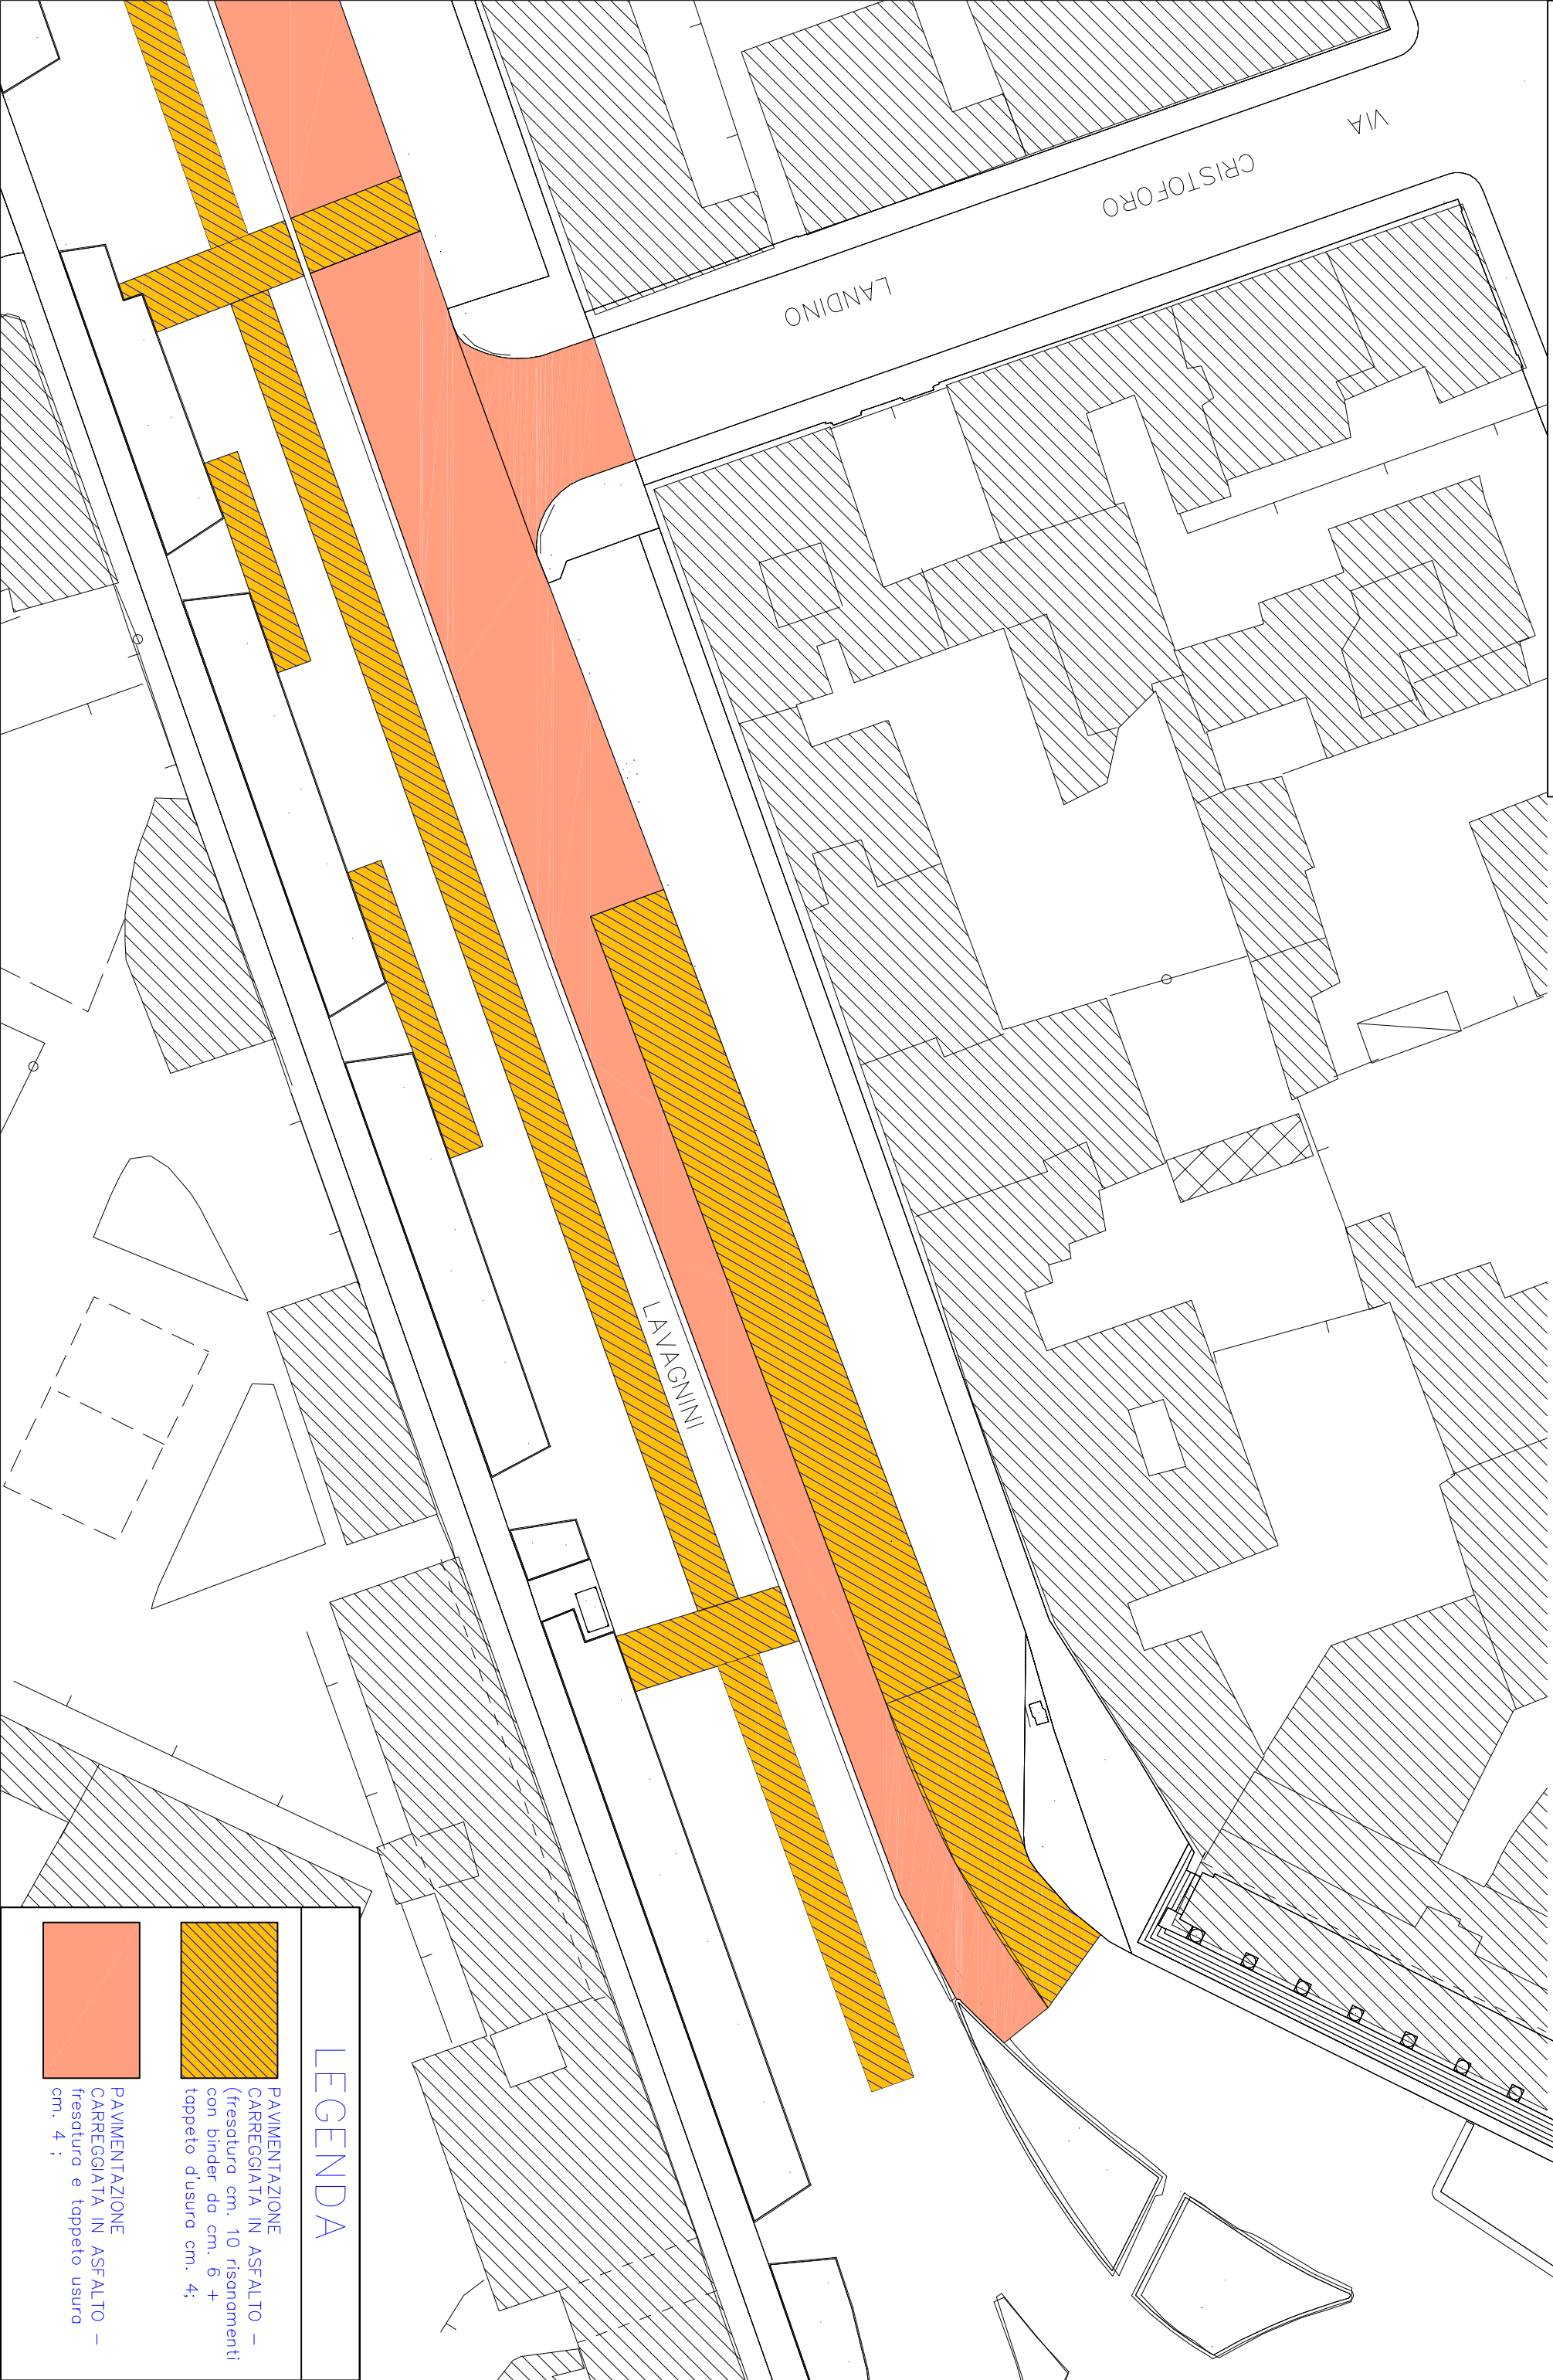 VIA
CRISTOFORO
LANDINO
LAVAGNINI
LEGENDA
PAVIMENTAZIONE
CARREGGIATA IN ASFALTO –
(fresatura cm. 10 risanamenti
con binder da cm. 6 +
tappeto d'usura cm. 4;
PAVIMENTAZIONE
CARREGGIATA IN ASFALTO –
fresatura e tappeto usura
cm. 4 ;